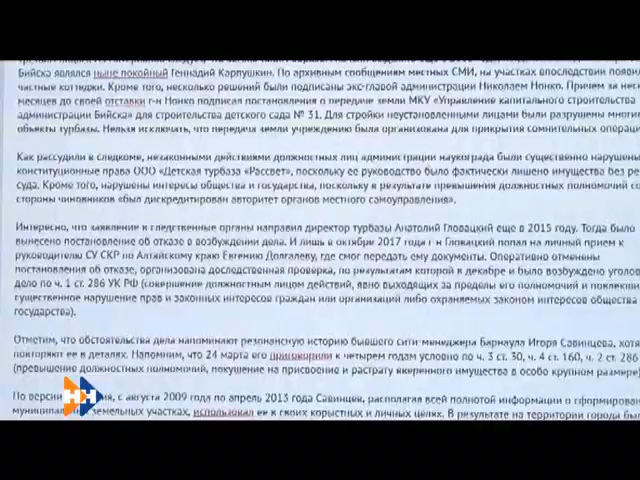 Бийска являлся ныне покойный Геннадий Карпушкин. По архивным сообщениям местных СМИ, на участках впоследствии появи
частные коттеджи. Кроме того, несколько решений были подписаны экс-главой администрации Николаем Нонко. Причем за неск
месяцев до своей отставки г-н Нонко подписал постановления о передаче земли МКУ «Управление капитального строительства
администрации Бийска» для строительства детского сада № 31. Для стройки неустановленными лицами были разрушены многи
объекты турбазы. Нельзя исключить, что передача земли учреждению была организована для прикрытия сомнительных операци
Как рассудили в следкоме, незаконными действиями должностных лиц администрации наукограда были существенно нарушены
конституционные права ООО «Детская турбаза «Рассвет», поскольку ее руководство было фактически лишено имущества без ре
суда. Кроме того, нарушены интересы общества и государства, поскольку в результате превышения должностных полномочий со
стороны чиновников «был дискредитирован авторитет органов местного самоуправления».
Интересно, что заявление в следственные органы направил директор турбазы Анатолий Гловацкий еще в 2015 году. Тогда было
вынесено постановление об отказе в возбуждении дела. И лишь в октябре 2017 года г-н Гловацкий попал на личный прием к
руководителю СУ СКР по Алтайскому краю Евгению Долгалеву, где смог передать ему документы. Оперативно отменены
постановления об отказе, организована доследственная проверка, по результатам которой в декабре и было возбуждено уголов
дело по ч. 1 ст. 286 УК РФ (совершение должностным лицом действий, явно выходящих за пределы его полномочий и повлекши
существенное нарушение прав и законных интересов граждан или организаций либо охраняемых законом интересов общества
государства).
Отметим, что обстоятельства дела напоминают резонансную историю бывшего сити-менеджера Барнаула Игоря Савинцева, хотя
повторяют ее в деталях. Напомним, что 24 марта его приговорили к четырем годам условно по ч. 3 ст. 30, ч. 4 ст. 160, ч. 2 ст. 286
(превышение должностных полномочий, покушение на присвоение и растрату вверенного имущества в особо крупном размере)
По версии с августа 2009 года по апрель 2013 года Савинцев, располагая всей полнотой информации о сформирован
муниципальных земельных участках, использовал ее в своих корыстных и личных целях. В результате на территории города был
НН